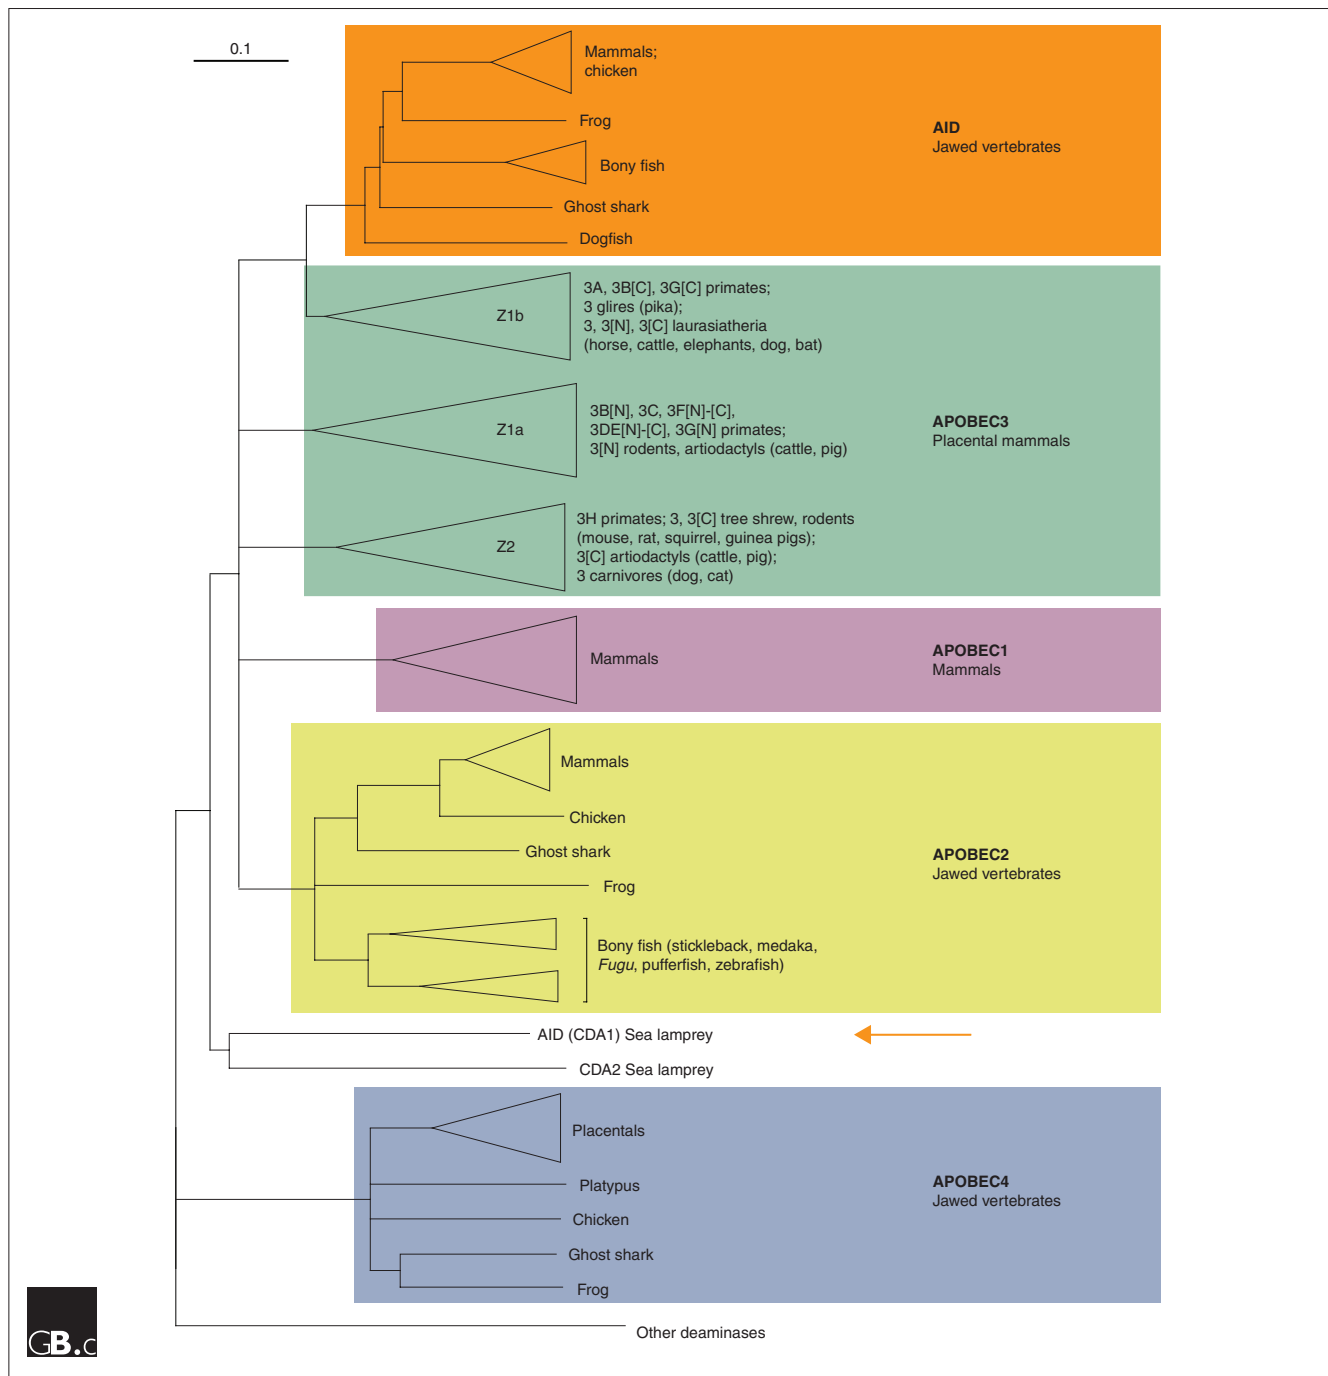 0.1
Mammals;
chicken
Frog
Bony fish
Ghost shark
Dogfish
AID
Jawed vertebrates
Z1b
3A, 3B[C], 3G[C] primates;
3 glires (pika);
3, 3[N], 3[C] laurasiatheria
(horse, cattle, elephants, dog, bat)
Z1a
3B[N], 3C, 3F[N]-[C],
3DE[N]-[C], 3G[N] primates;
3[N] rodents, artiodactyls (cattle, pig)
APOBEC3
Placental mammals
Z2
3H primates; 3, 3[C] tree shrew, rodents
(mouse, rat, squirrel, guinea pigs);
3[C] artiodactyls (cattle, pig);
3 carnivores (dog, cat)
Mammals
APOBEC1
Mammals
Mammals
Chicken
Ghost shark
Frog
Bony fish (stickleback, medaka,
Fugu, pufferfish, zebrafish)
APOBEC2
Jawed vertebrates
AID (CDA1) Sea lamprey
CDA2 Sea lamprey
Placentals
Platypus
Chicken
Ghost shark
Frog
APOBEC4
Jawed vertebrates
Other deaminases
GB.c